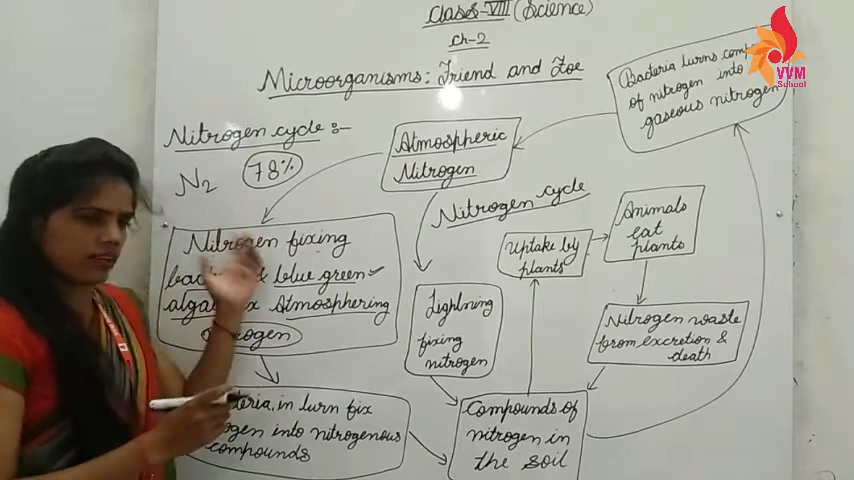 Class-VIII (Science)
Ch-2
Microorganisms: Friend and Foe
Nitrogen cycle :-
N2 78%
Atmospheric
Nitrogen
Bacteria turns
of nitrogen into
gaseous nitrogen
VVM
School
Nitrogen cycle
Nitrogen fixing
& blue green
algae Atmosphering
Lightning
fixing
nitrogen
Uptake by
plants
Animals
eat
plants
Nitrogen waste
from excretion &
death
in turn fix
into nitrogenous
compounds
Compounds of
nitrogen in
the soil